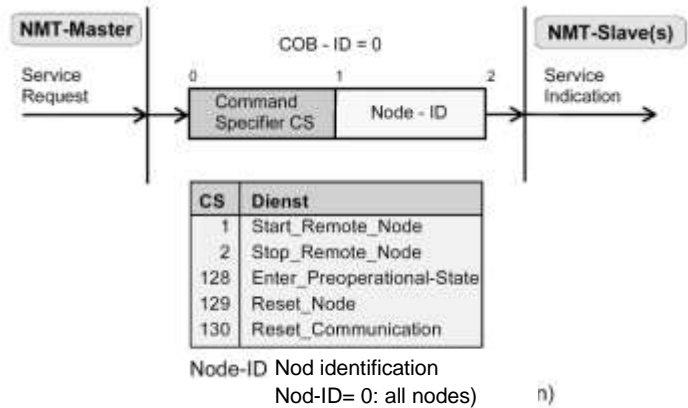 NMT-Master
NMT-Slave(s)
COB - ID = 0
Service
Request
Service
Indication
0
1
2
Command
Specifier CS
Node - ID
CS Dienst
1 Start_Remote_Node
2 Stop_Remote_Node
128 Enter_Preoperational-State
129 Reset_Node
130 Reset_Communication
Node-ID Nod identification
Nod-ID= 0: all nodes) n)